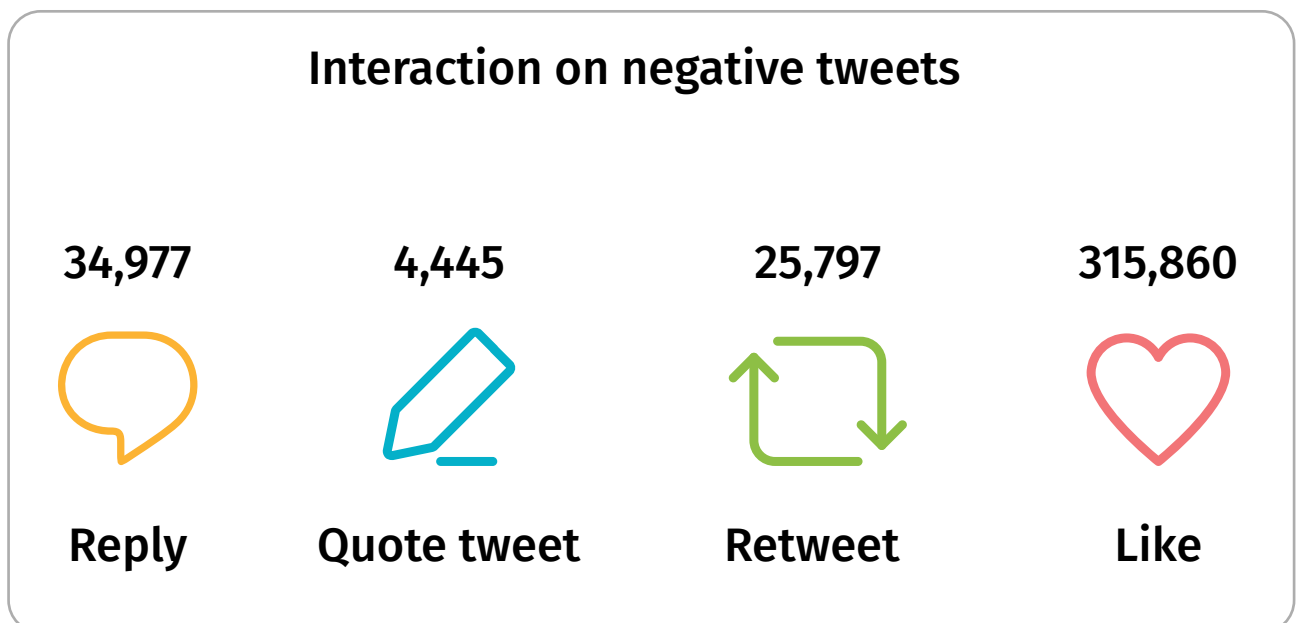 Interaction on negative tweets
34,977 4,445 25,797 315,860
Reply Quote tweet Retweet Like